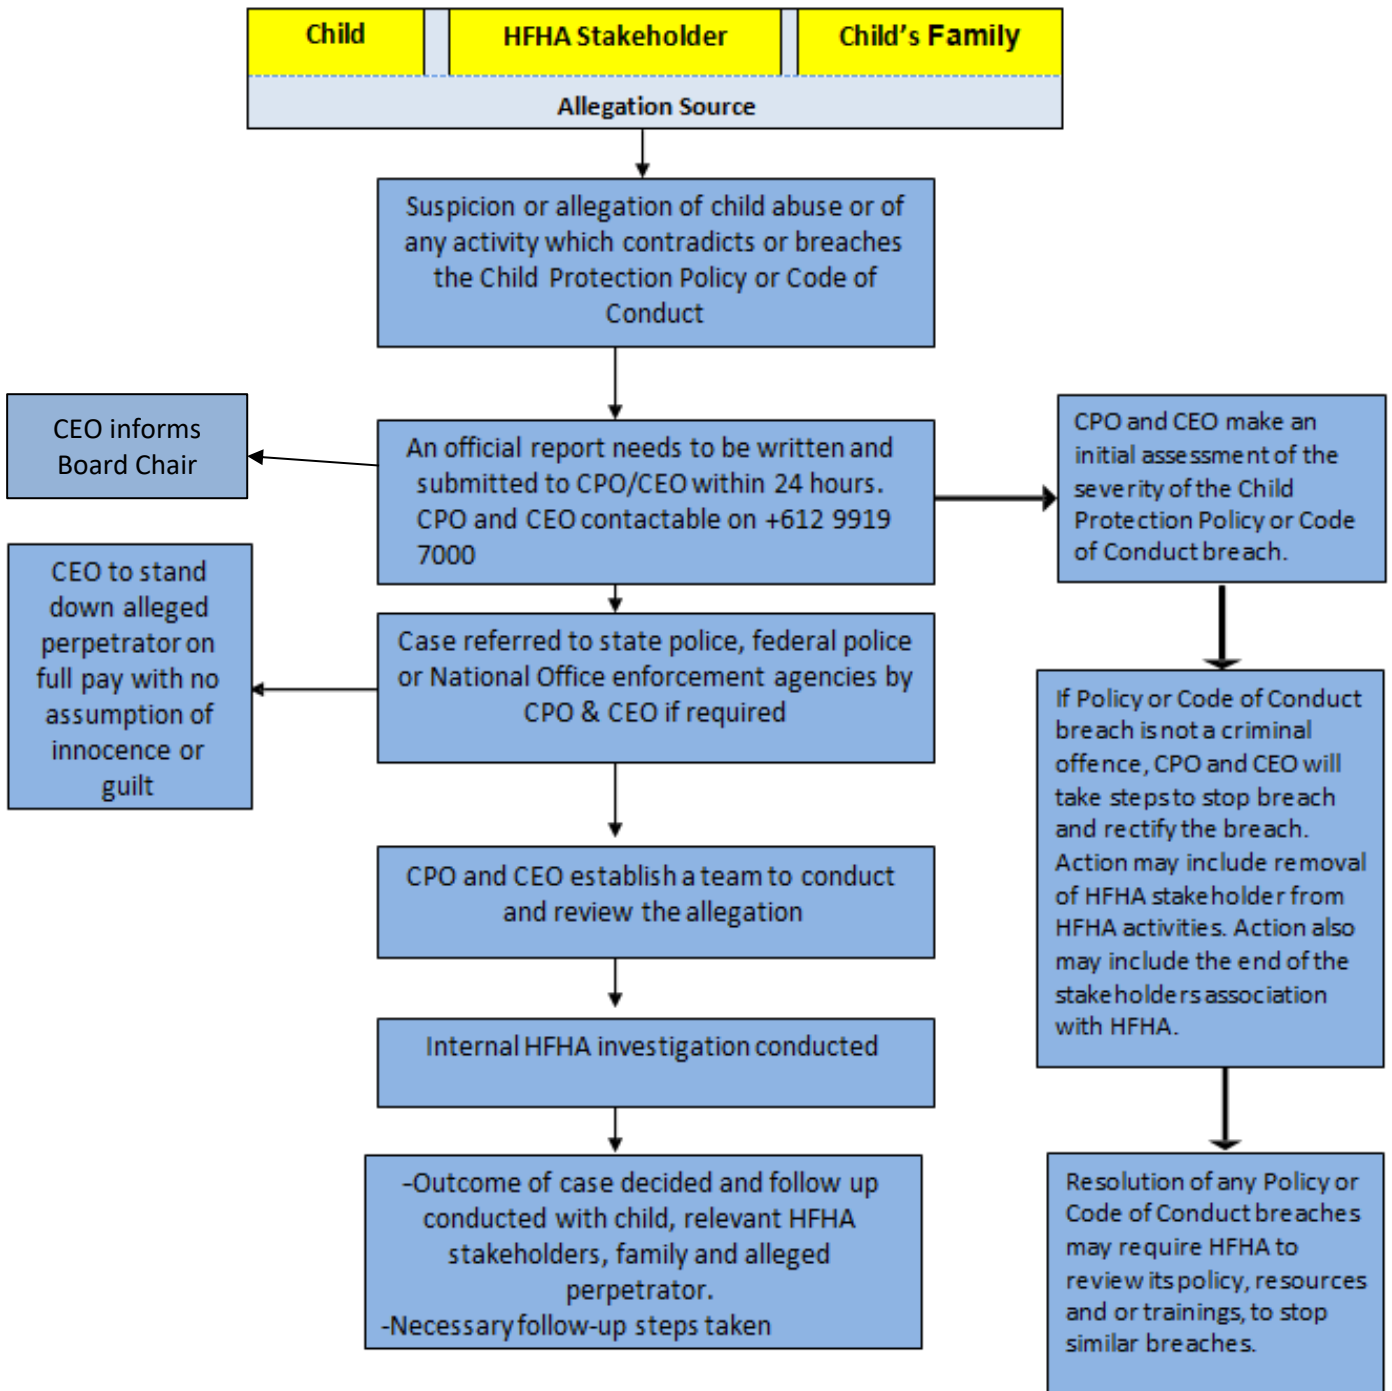 Child
HFHA Stakeholder
Child's Family
Allegation Source
Suspicion or allegation of child abuse or of
any activity which contradicts or breaches
the Child Protection Policy or Code of
Conduct
CEO informs
Board Chair
An official report needs to be written and
submitted to CPO/CEO within 24 hours.
CPO and CEO contactable on +612 9919
7000
CPO and CEO make an
initial assessment of the
severity of the Child
Protection Policy or Code
of Conduct breach.
CEO to stand
down alleged
perpetrator on
full pay with no
assumption of
innocence or
guilt
Case referred to state police, federal police
or National Office enforcement agencies by
CPO & CEO if required
If Policy or Code of Conduct
breach is not a criminal
offence, CPO and CEO will
take steps to stop breach
and rectify the breach.
Action may include removal
of HFHA stakeholder from
HFHA activities. Action also
may include the end of the
stakeholders association
with HFHA.
CPO and CEO establish a team to conduct
and review the allegation
Internal HFHA investigation conducted
-Outcome of case decided and follow up
conducted with child, relevant HFHA
stakeholders, family and alleged
perpetrator.
-Necessary follow-up steps taken
Resolution of any Policy or
Code of Conduct breaches
may require HFHA to
review its policy, resources
and or trainings, to stop
similar breaches.